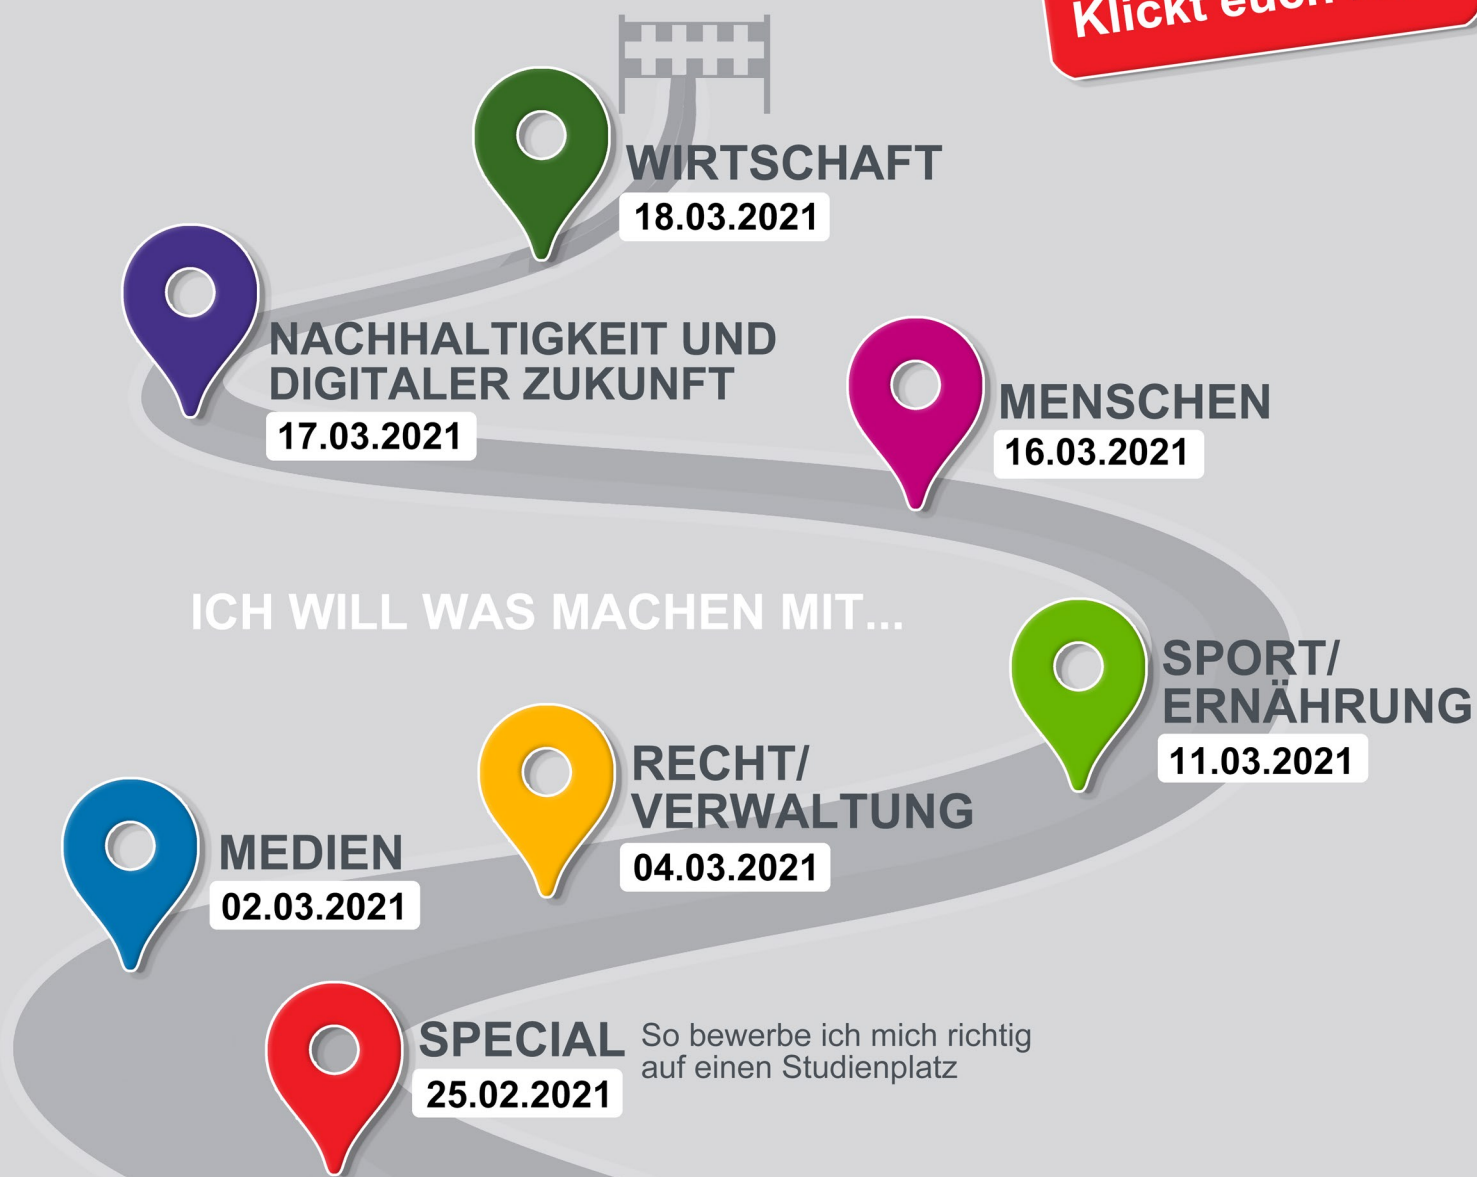 Klickt euch
WIRTSCHAFT
18.03.2021
NACHHALTIGKEIT UND
DIGITALER ZUKUNFT
17.03.2021
MENSCHEN
16.03.2021
ICH WILL WAS MACHEN MIT...
SPORT/
ERNÄHRUNG
11.03.2021
RECHT/
VERWALTUNG
04.03.2021
MEDIEN
02.03.2021
SPECIAL
25.02.2021
So bewerbe ich mich richtig
auf einen Studienplatz